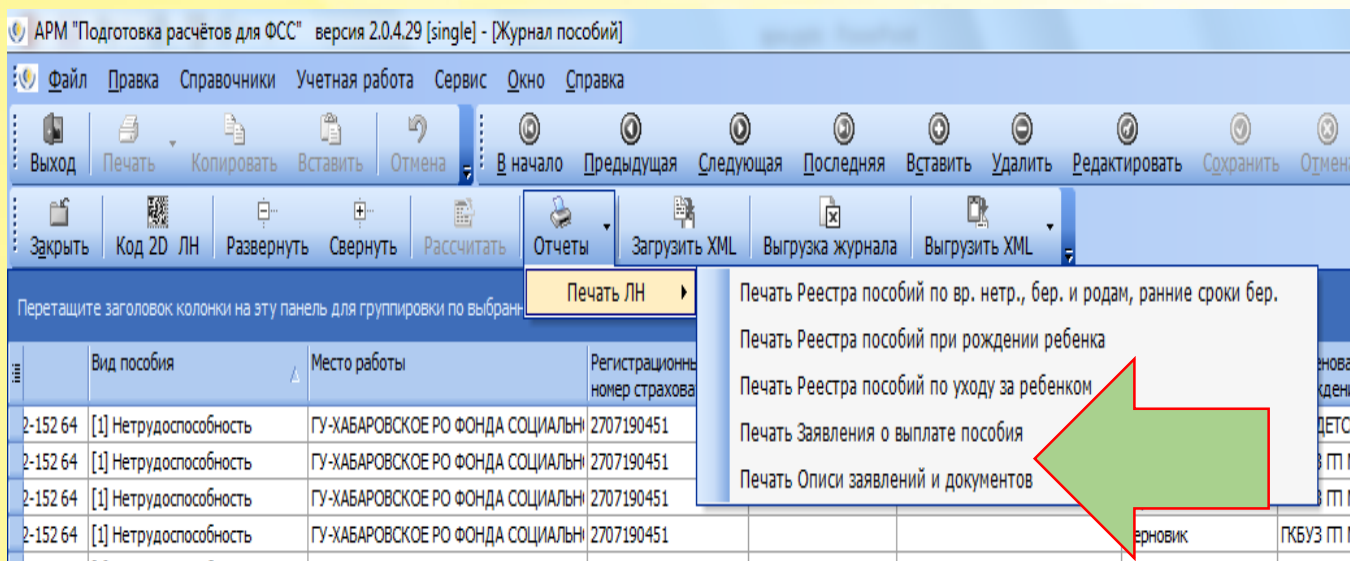 АРМ "Подготовка расчётов для ФСС" версия 2.0.4.29 [single] - [Журнал пособий]
Файл Правка Справочники Учетная работа Сервис Окно Справка
Выход Печать Копировать Вставить Отмена В начало Предыдущая Следующая Последняя Вставить Удалить Редактировать Сохранить Отмена
Закрыть Код 2D ЛН Развернуть Свернуть Рассчитать Отчеты Загрузить XML Выгрузка журнала Выгрузить XML
Печать ЛН
Печать Реестра пособий по вр. нетр., бер. и родам, ранние сроки бер.
Печать Реестра пособий при рождении ребенка
Печать Реестра пособий по уходу за ребенком
Печать Заявления о выплате пособия
Печать Описи заявлений и документов
Перетащите заголовок колонки на эту панель для группировки по выбранн
Вид пособия Место работы Регистрационны
номер страхова
2-152 64 [1] Нетрудоспособность ГУ-ХАБАРОВСКОЕ РО ФОНДА СОЦИАЛЬН 2707190451
2-152 64 [1] Нетрудоспособность ГУ-ХАБАРОВСКОЕ РО ФОНДА СОЦИАЛЬН 2707190451
2-152 64 [1] Нетрудоспособность ГУ-ХАБАРОВСКОЕ РО ФОНДА СОЦИАЛЬН 2707190451
2-152 64 [1] Нетрудоспособность ГУ-ХАБАРОВСКОЕ РО ФОНДА СОЦИАЛЬН 2707190451 ерновик ГКБУЗ ГП